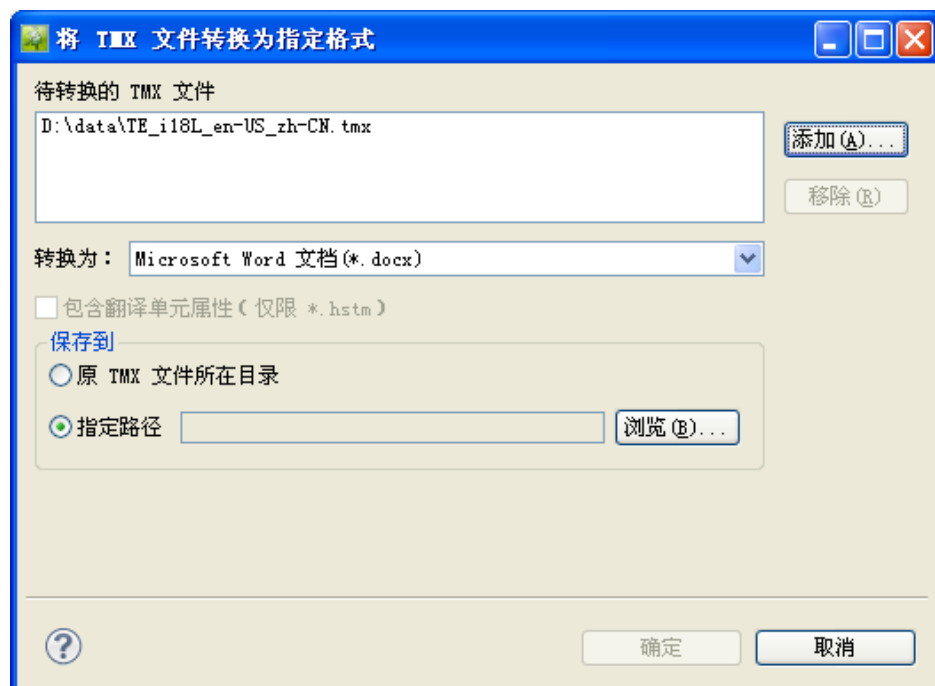 将 TMX 文件转换为指定格式
待转换的 TMX 文件
D:\data\TE_i18L_en-US_zh-CN.tmx
添加(A)...
移除(R)
转换为： Microsoft Word 文档(*.docx)
包含翻译单元属性（仅限 *.hstm）
保存到
原 TMX 文件所在目录
指定路径 浏览(B)...
? 确定 取消